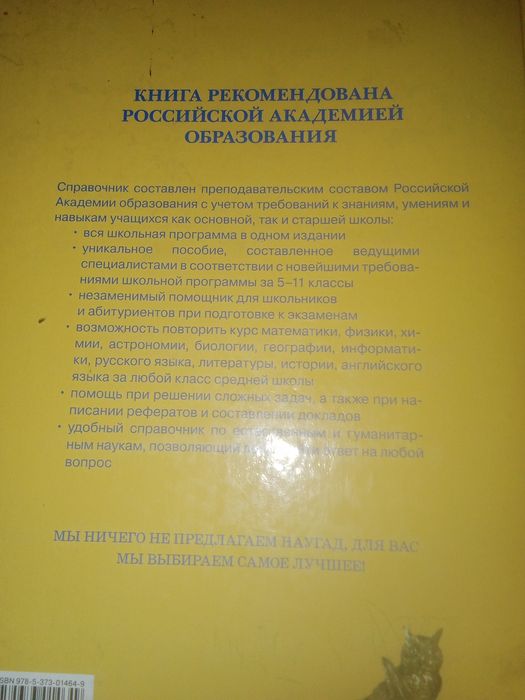 КНИГА РЕКОМЕНДОВАНА
РОССИЙСКОЙ АКАДЕМИЕЙ
ОБРАЗОВАНИЯ
Справочник составлен преподавательским составом Российской
Академии образования с учетом требований к знаниям, умениям и
навыкам учащихся как основной, так и старшей школы:
• вся школьная программа в одном издании
• уникальное пособие, составленное ведущими
специалистами в соответствии с новейшими требова-
ниями школьной программы за 5–11 классы
• незаменимый помощник для школьников
и абитуриентов при подготовке к экзаменам
• возможность повторить курс математики, физики, хи-
мии, астрономии, биологии, географии, информати-
ки, русского языка, литературы, истории, английского
языка за любой класс средней школы
• помощь при решении сложных задач, а также при на-
писании рефератов и составлении докладов
• удобный справочник по естественным и гуманитар-
ным наукам, позволяющий ответ на любой
вопрос
МЫ НИЧЕГО НЕ ПРЕДЛАГАЕМ НАУГАД, ДЛЯ ВАС
МЫ ВЫБИРАЕМ САМОЕ ЛУЧШЕЕ!
ISBN 978-5-373-01464-9